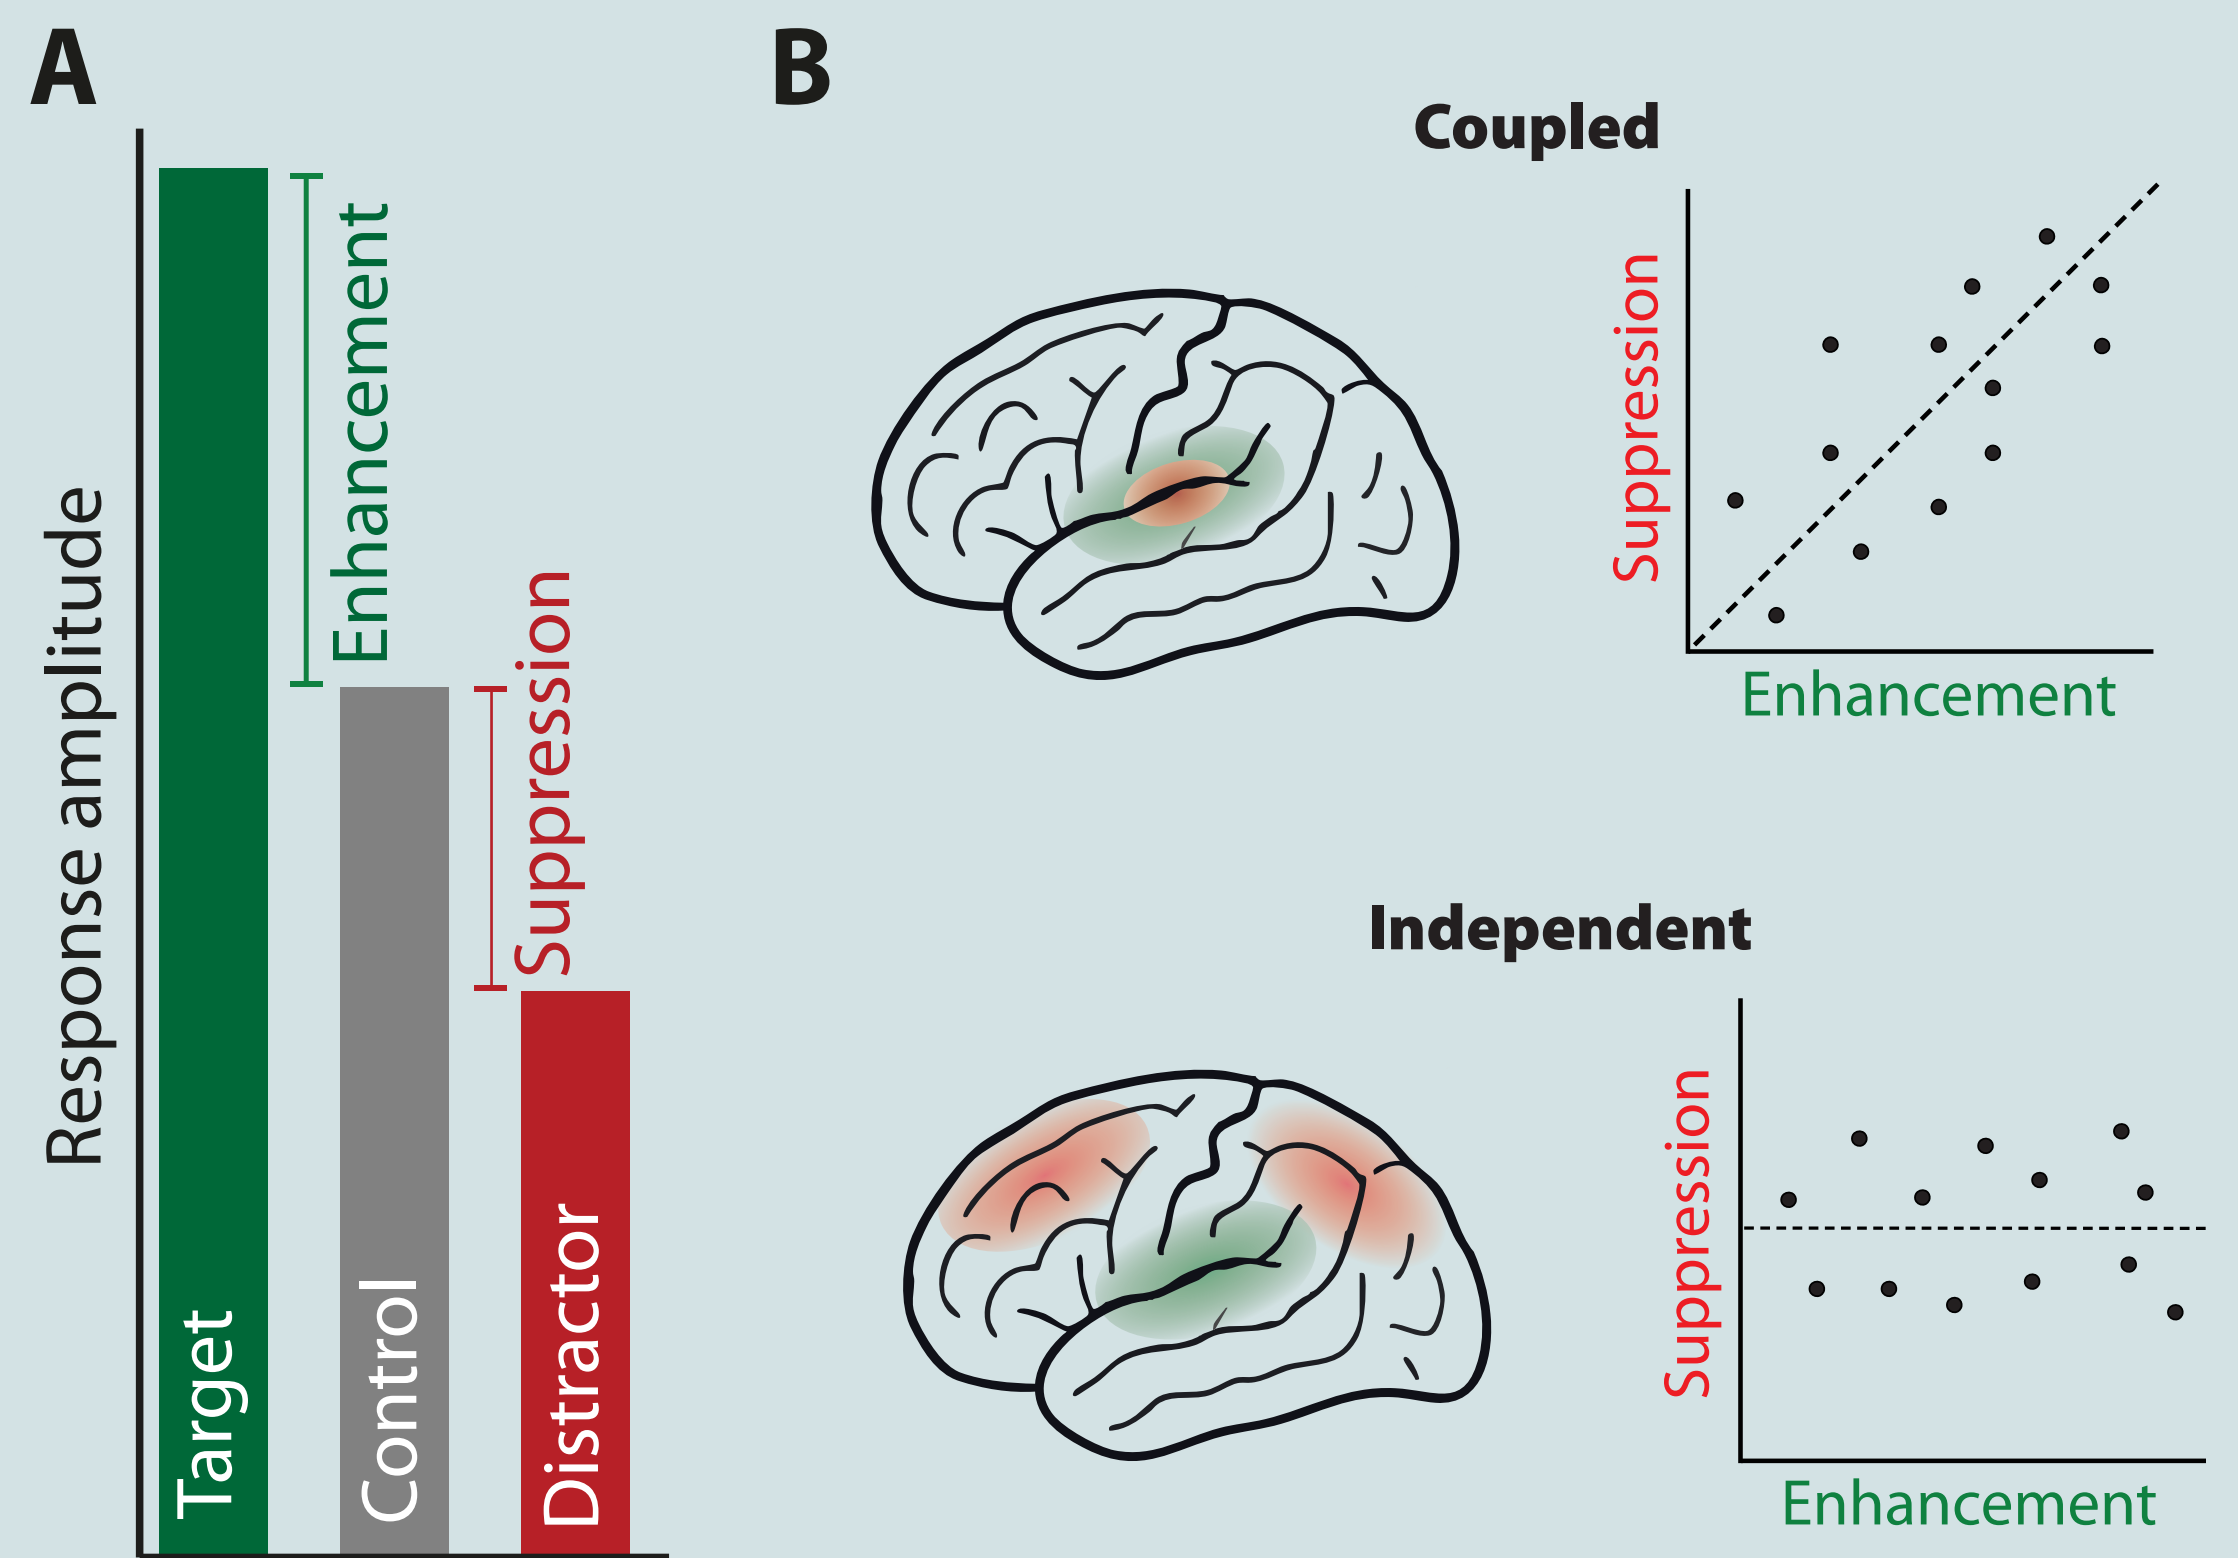 A
Response amplitude
Target
Enhancement
Control
Suppression
Distractor
B
Coupled
Suppression
Enhancement
Independent
Suppression
Enhancement